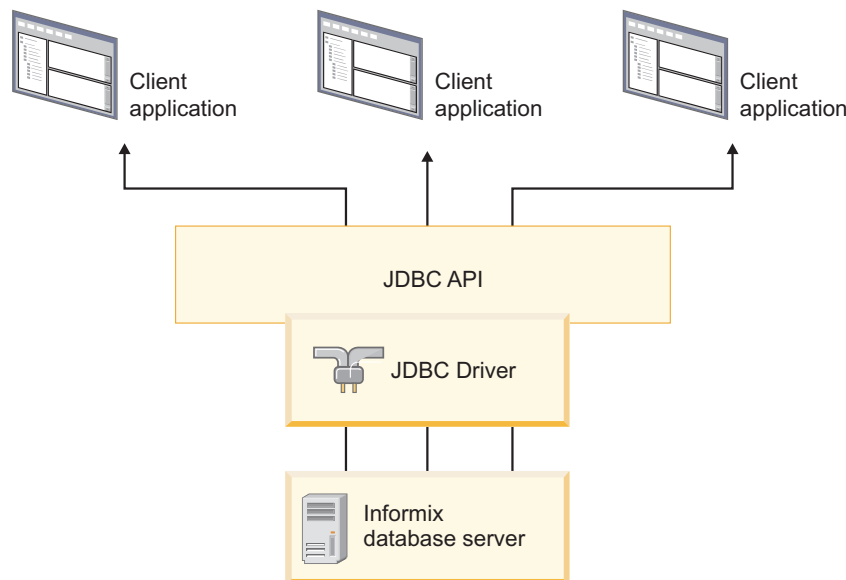 Client
application
Client
application
Client
application
JDBC API
JDBC Driver
Informix
database server